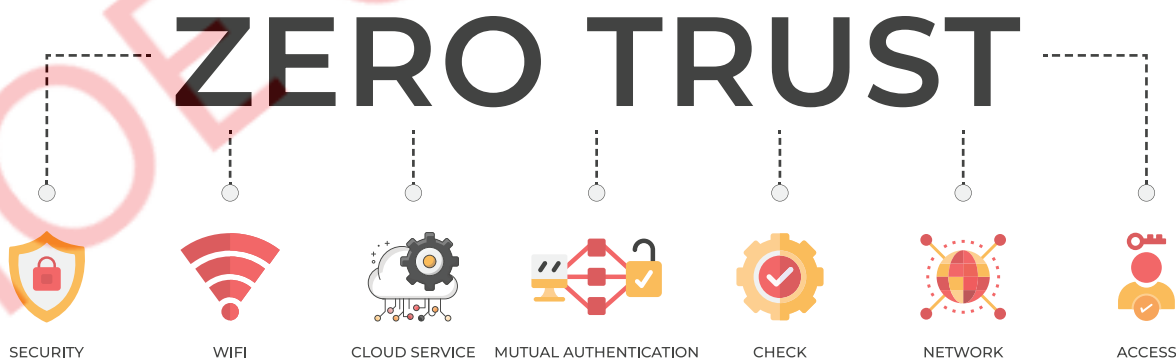 ZERO TRUST
SECURITY
WIFI
CLOUD SERVICE
MUTUAL AUTHENTICATION
CHECK
NETWORK
ACCESS